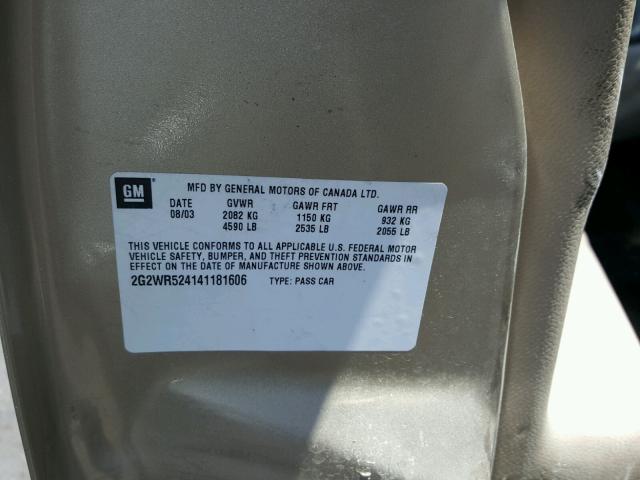 GM
MFD BY GENERAL MOTORS OF CANADA LTD.
DATE GVWR GAWR FRT GAWR RR
08/03 2082 KG 1150 KG 932 KG
4590 LB 2535 LB 2055 LB
THIS VEHICLE CONFORMS TO ALL APPLICABLE U.S. FEDERAL MOTOR
VEHICLE SAFETY, BUMPER, AND THEFT PREVENTION STANDARDS IN
EFFECT ON THE DATE OF MANUFACTURE SHOWN ABOVE.
2G2WR524141181606 TYPE: PASS CAR